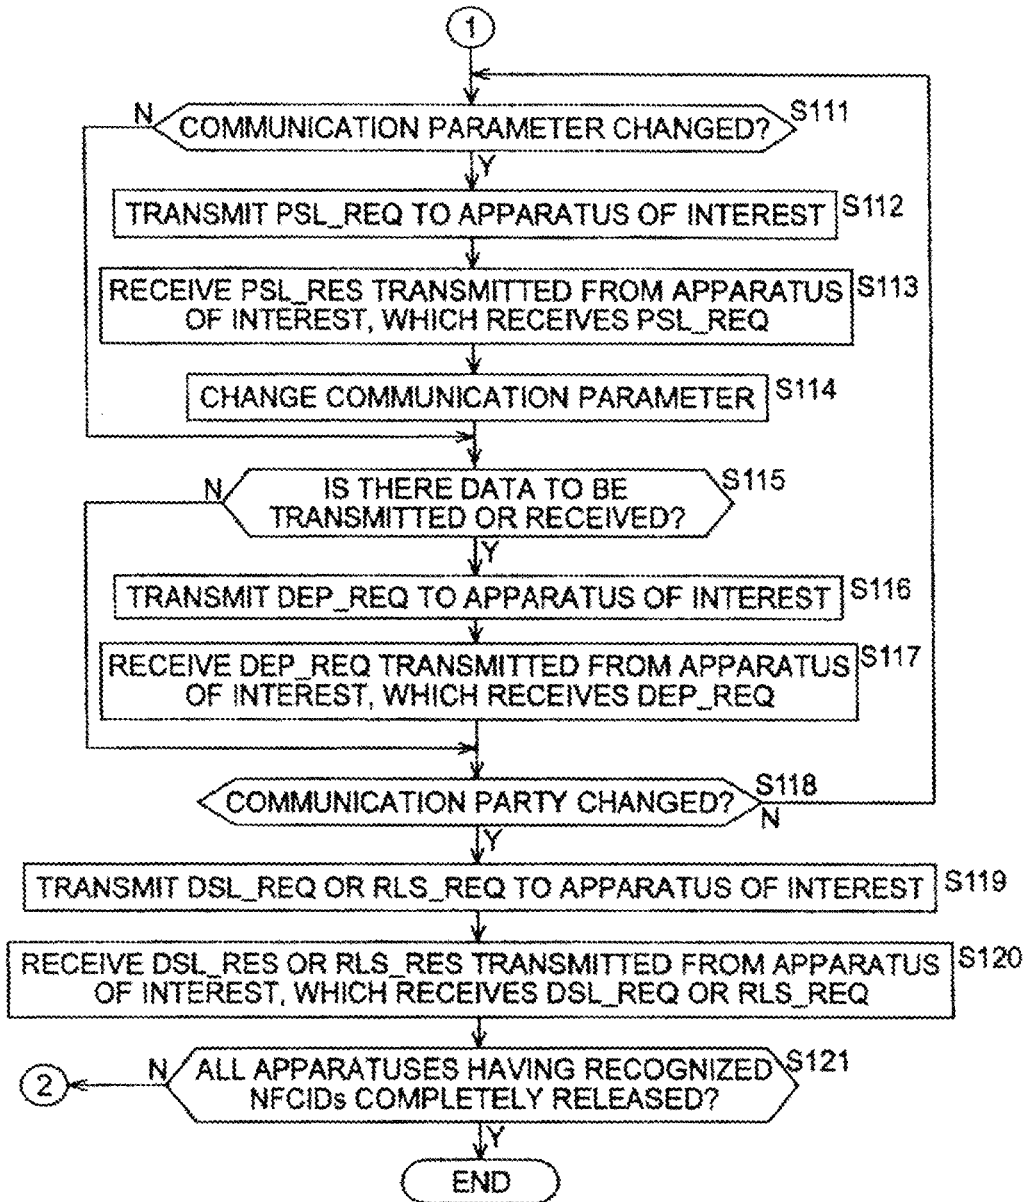 1
N
COMMUNICATION PARAMETER CHANGED?
S111
Y
TRANSMIT PSL_REQ TO APPARATUS OF INTEREST
S112
RECEIVE PSL_RES TRANSMITTED FROM APPARATUS
OF INTEREST, WHICH RECEIVES PSL_REQ
S113
CHANGE COMMUNICATION PARAMETER
S114
N
IS THERE DATA TO BE
TRANSMITTED OR RECEIVED?
S115
Y
TRANSMIT DEP_REQ TO APPARATUS OF INTEREST
S116
RECEIVE DEP_REQ TRANSMITTED FROM APPARATUS
OF INTEREST, WHICH RECEIVES DEP_REQ
S117
COMMUNICATION PARTY CHANGED?
S118
N
Y
TRANSMIT DSL_REQ OR RLS_REQ TO APPARATUS OF INTEREST
S119
RECEIVE DSL_RES OR RLS_RES TRANSMITTED FROM APPARATUS
OF INTEREST, WHICH RECEIVES DSL_REQ OR RLS_REQ
S120
2
N
ALL APPARATUSES HAVING RECOGNIZED
NFCIDs COMPLETELY RELEASED?
S121
Y
END